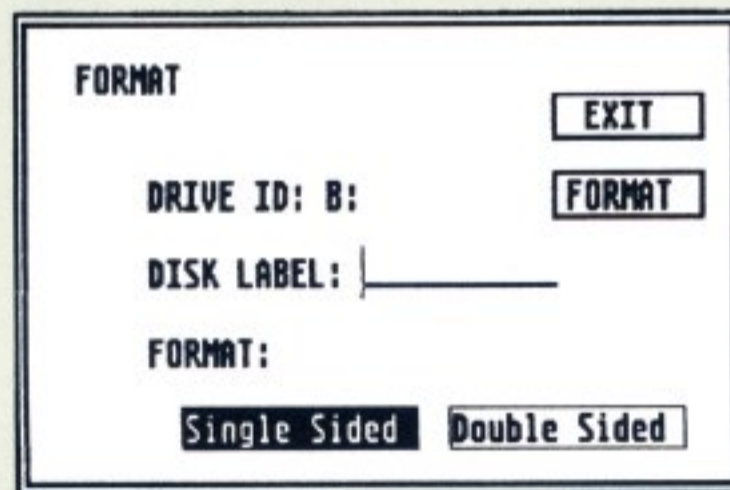 FORMAT
EXIT
DRIVE ID: B:
FORMAT
DISK LABEL:
FORMAT:
Single Sided
Double Sided